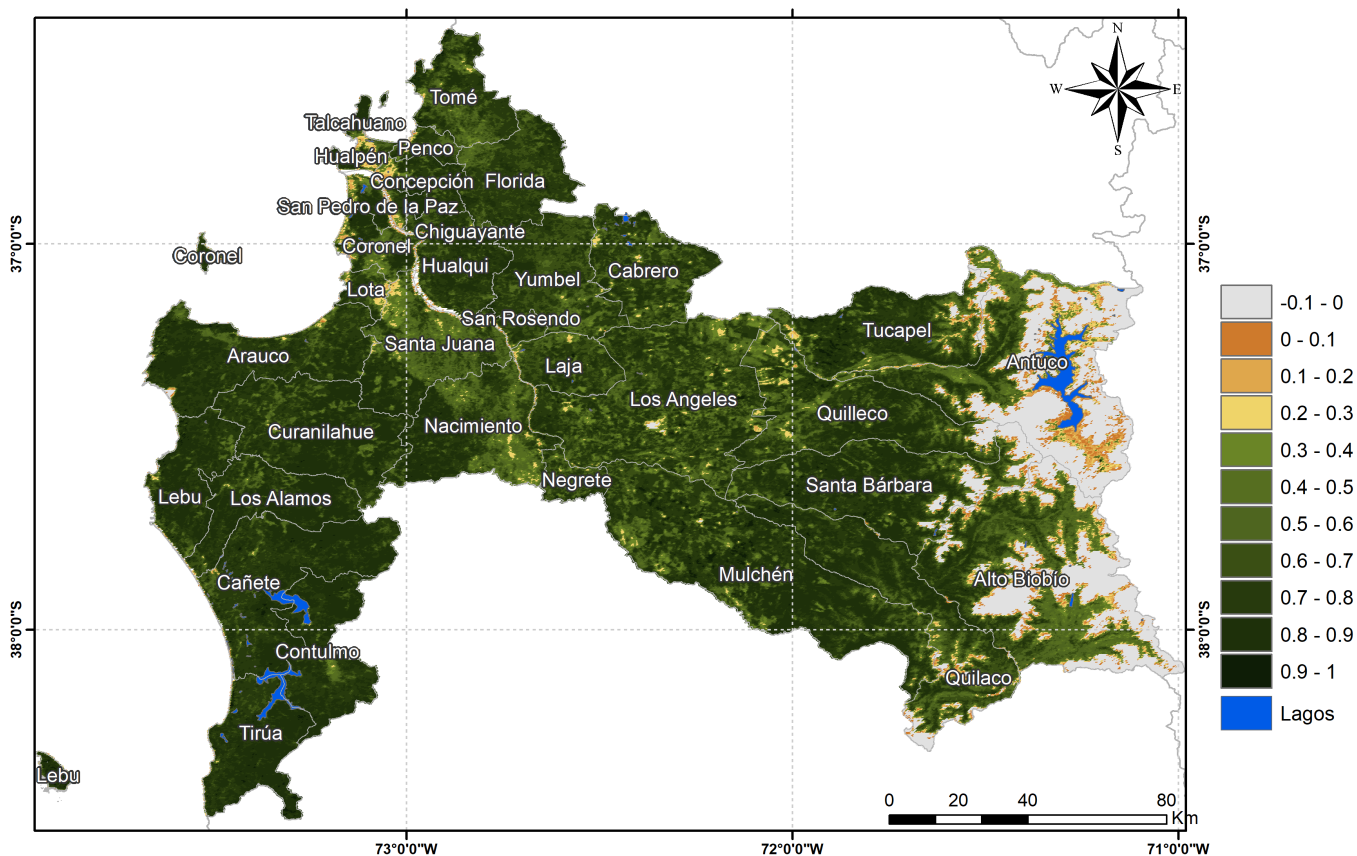 N
W
E
S
Tomé
Talcahuano
Penco
Hualpén
Concepción
Florida
San Pedro de la Paz
Chiguayante
Coronel
Coronel
Hualqui
Cabrero
Yumbel
Lota
San Rosendo
Tucapel
Santa Juana
Arauco
Antuco
Laja
Los Angeles
Quilleco
Curanilahue
Nacimiento
Negrete
Santa Bárbara
Lebu
Los Alamos
Mulchén
Alto Biobío
Cañete
Contulmo
Quilaco
Tirúa
Lebu
37°0'0"S
37°0'0"S
38°0'0"S
38°0'0"S
-0.1 - 0
0 - 0.1
0.1 - 0.2
0.2 - 0.3
0.3 - 0.4
0.4 - 0.5
0.5 - 0.6
0.6 - 0.7
0.7 - 0.8
0.8 - 0.9
0.9 - 1
Lagos
0 20 40 80
Km
73°0'0"W
72°0'0"W
71°0'0"W